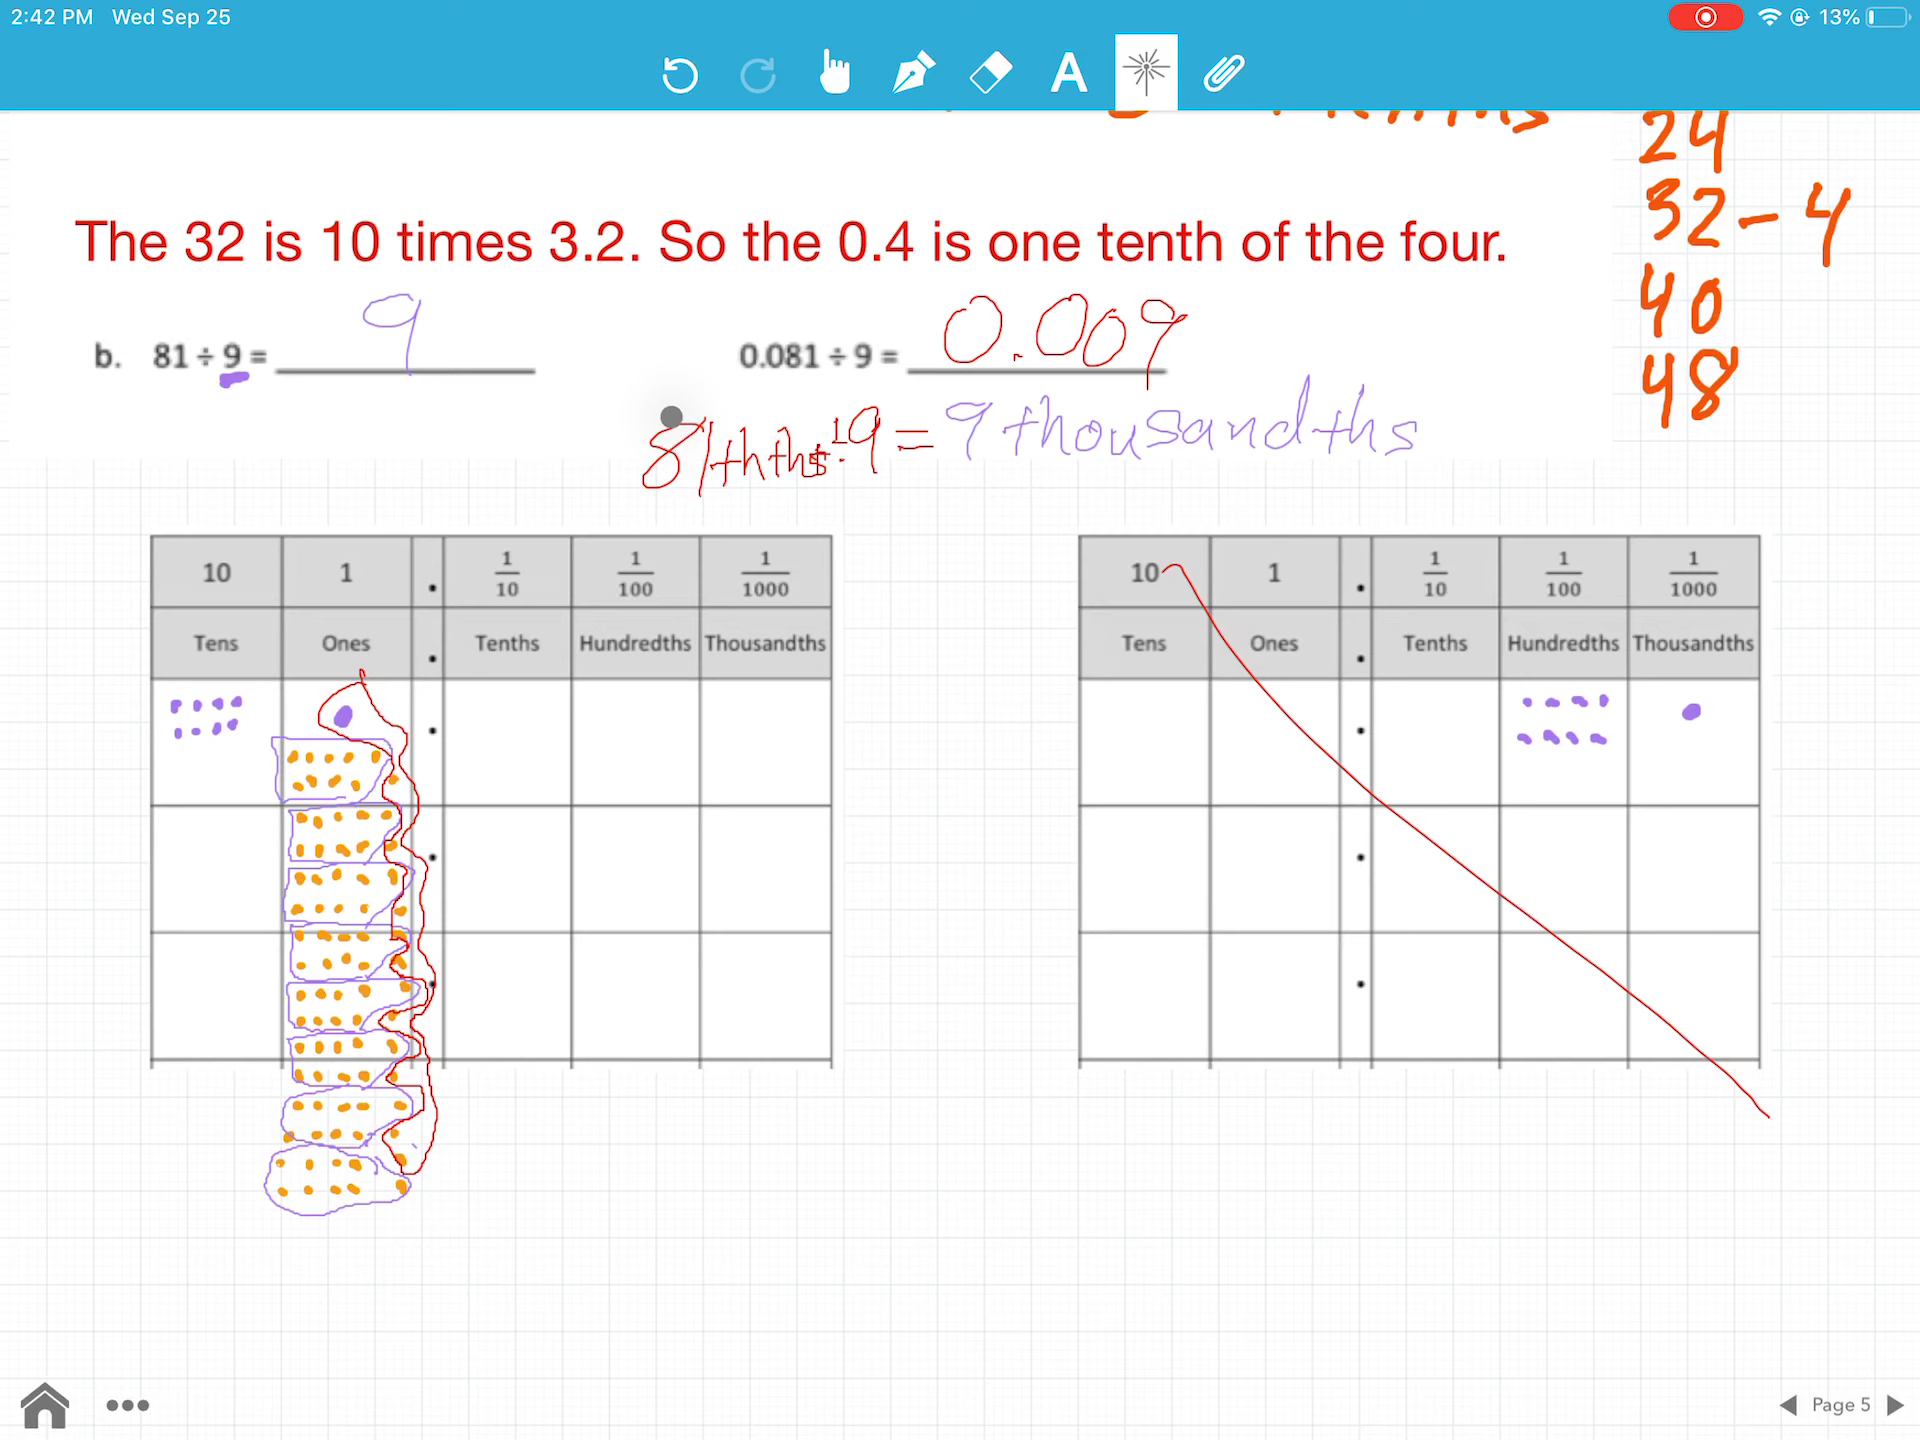 2:42 PM Wed Sep 25
13%
A
24
The 32 is 10 times 3.2. So the 0.4 is one tenth of the four.
32 - 4
40
48
b. 81 ÷ 9 = 9
0.081 ÷ 9 = 0.009
81 thths ÷ 9 = 9 thousandths
10 1 . 1/10 1/100 1/1000
Tens Ones . Tenths Hundredths Thousandths
10 1 . 1/10 1/100 1/1000
Tens Ones . Tenths Hundredths Thousandths
Page 5